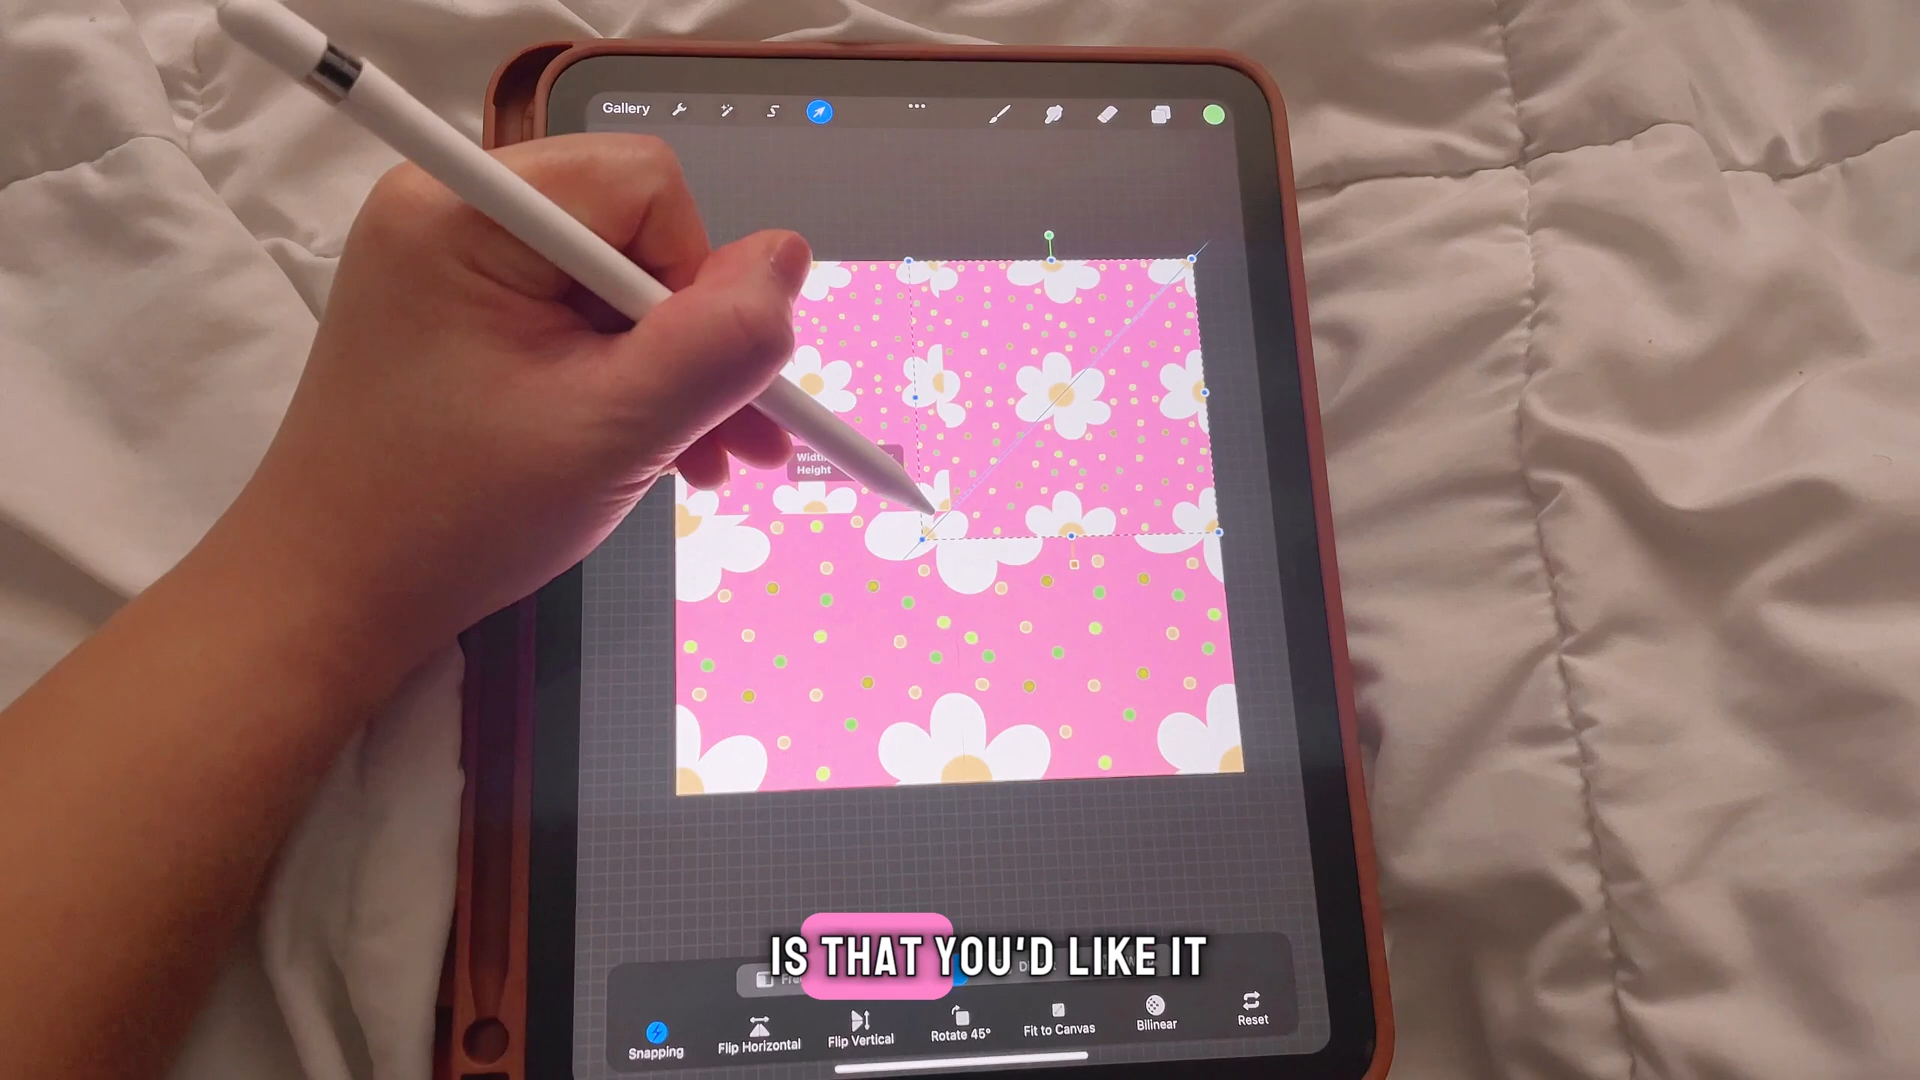 Gallery
Height
IS THAT YOU'D LIKE IT
Snapping
Flip Horizontal
Flip Vertical
Rotate 45°
Fit to Canvas
Bilinear
Reset